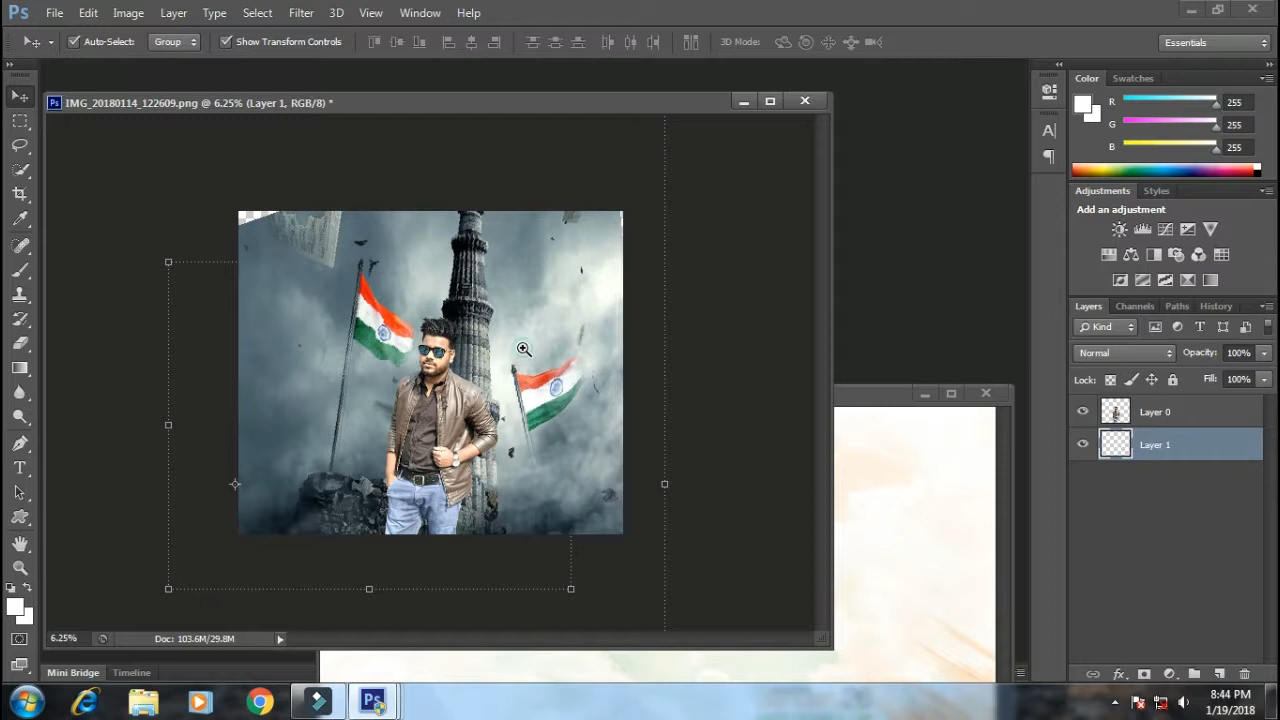 Ps File Edit Image Layer Type Select Filter 3D View Window Help
Auto-Select: Group Show Transform Controls 3D Mode: Essentials
IMG_20180114_122609.png @ 6.25% (Layer 1, RGB/8) *
Color Swatches
R 255
G 255
B 255
Adjustments Styles
Add an adjustment
Layers Channels Paths History
Kind
Normal Opacity: 100%
Lock: Fill: 100%
Layer 0
Layer 1
6.25% Doc: 103.6M/29.8M
Mini Bridge Timeline
8:44 PM
1/19/2018